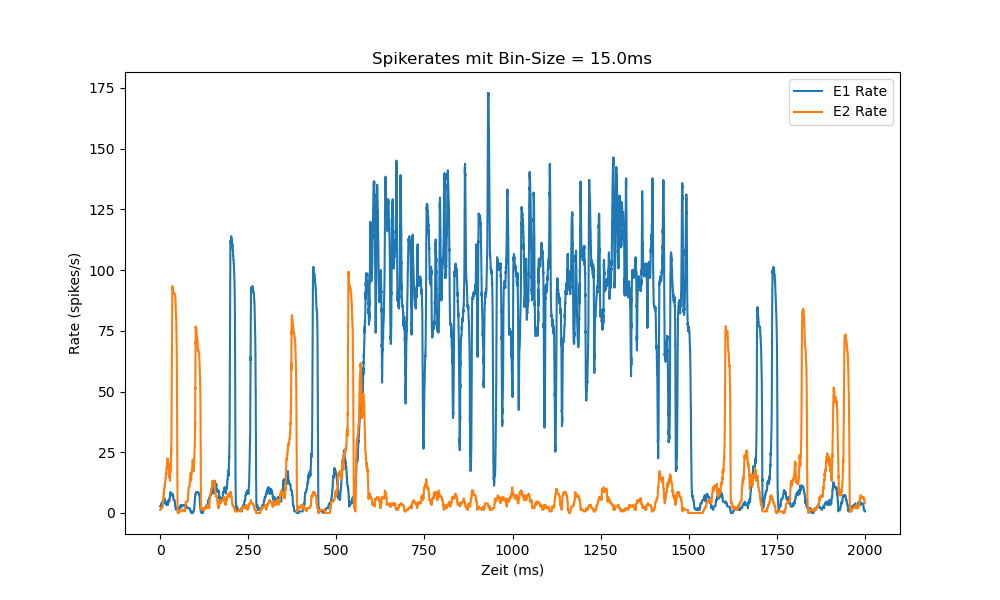 Spikerates mit Bin-Size = 15.0ms
E1 Rate
E2 Rate
175
150
125
100
75
50
25
0
Rate (spikes/s)
0 250 500 750 1000 1250 1500 1750 2000
Zeit (ms)